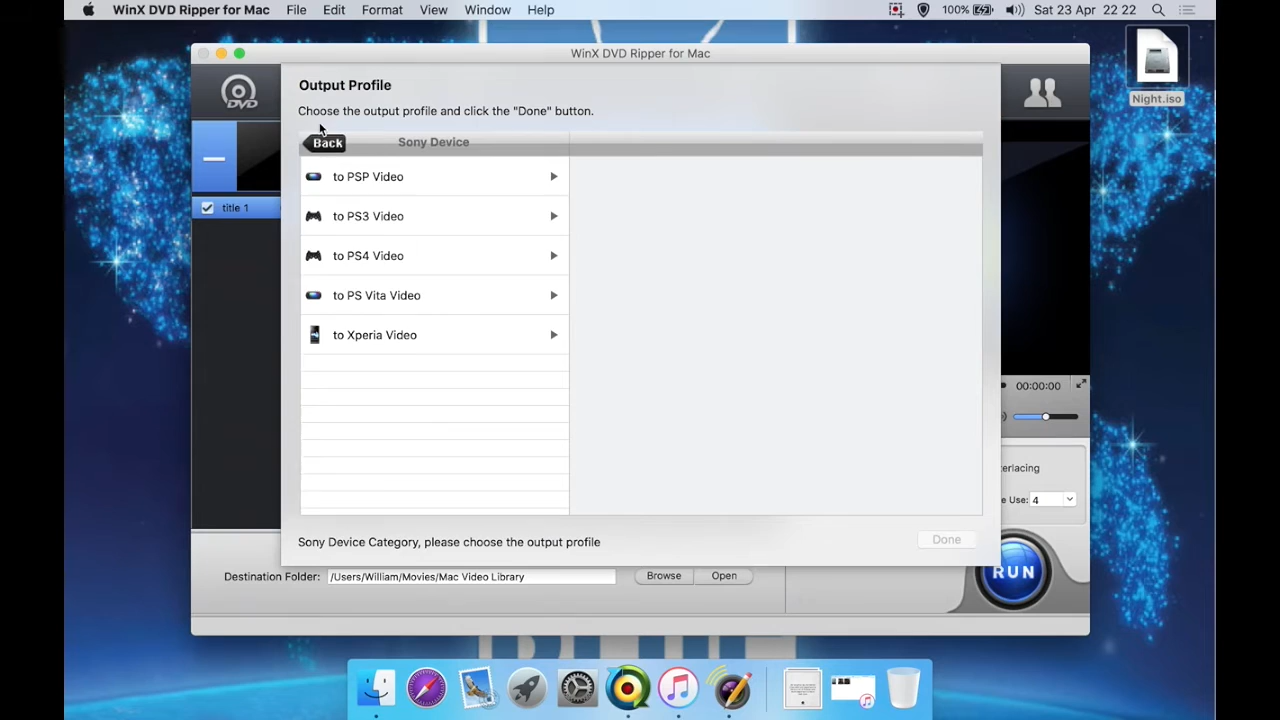 WinX DVD Ripper for Mac File Edit Format View Window Help 100% Sat 23 Apr 22 22
WinX DVD Ripper for Mac
Night.iso
DVD
Output Profile
Choose the output profile and click the "Done" button.
Back Sony Device
to PSP Video
to PS3 Video
to PS4 Video
to PS Vita Video
to Xperia Video
title 1
00:00:00
erlacing
e Use: 4
Sony Device Category, please choose the output profile
Done
RUN
Destination Folder: /Users/William/Movies/Mac Video Library Browse Open